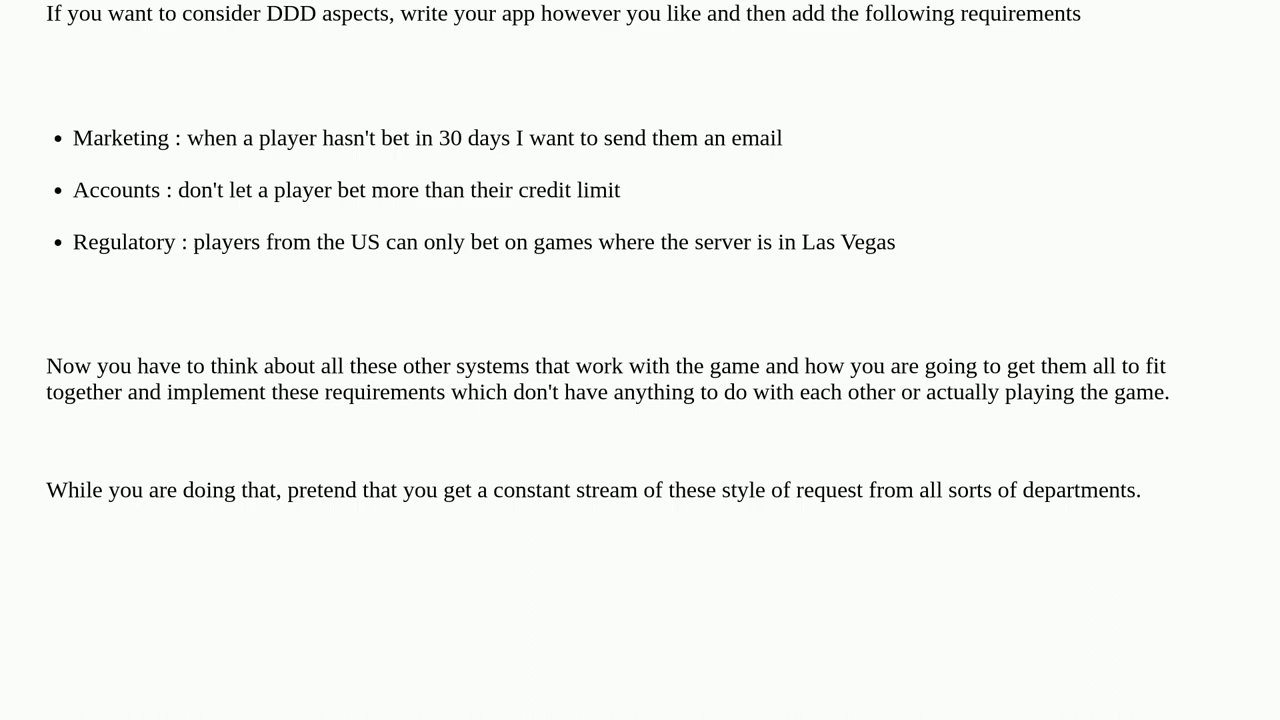 If you want to consider DDD aspects, write your app however you like and then add the following requirements
• Marketing : when a player hasn't bet in 30 days I want to send them an email
• Accounts : don't let a player bet more than their credit limit
• Regulatory : players from the US can only bet on games where the server is in Las Vegas
Now you have to think about all these other systems that work with the game and how you are going to get them all to fit
together and implement these requirements which don't have anything to do with each other or actually playing the game.
While you are doing that, pretend that you get a constant stream of these style of request from all sorts of departments.